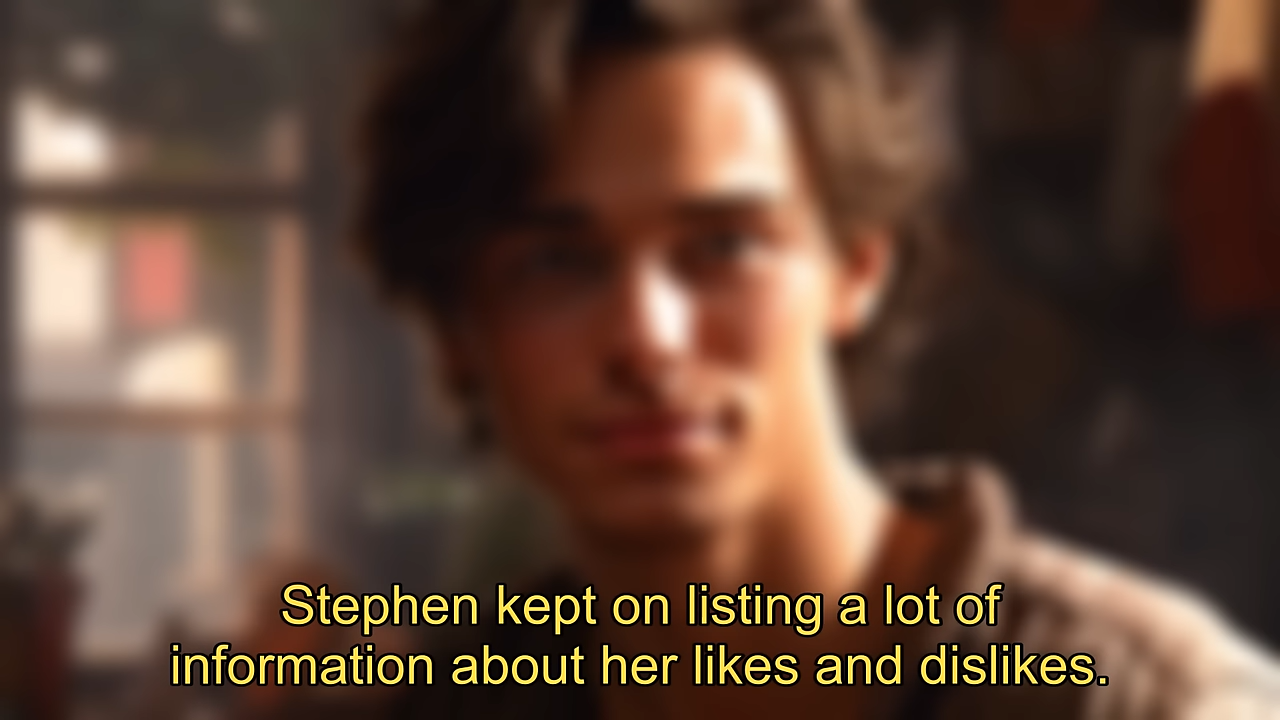 Stephen kept on listing a lot of
information about her likes and dislikes.